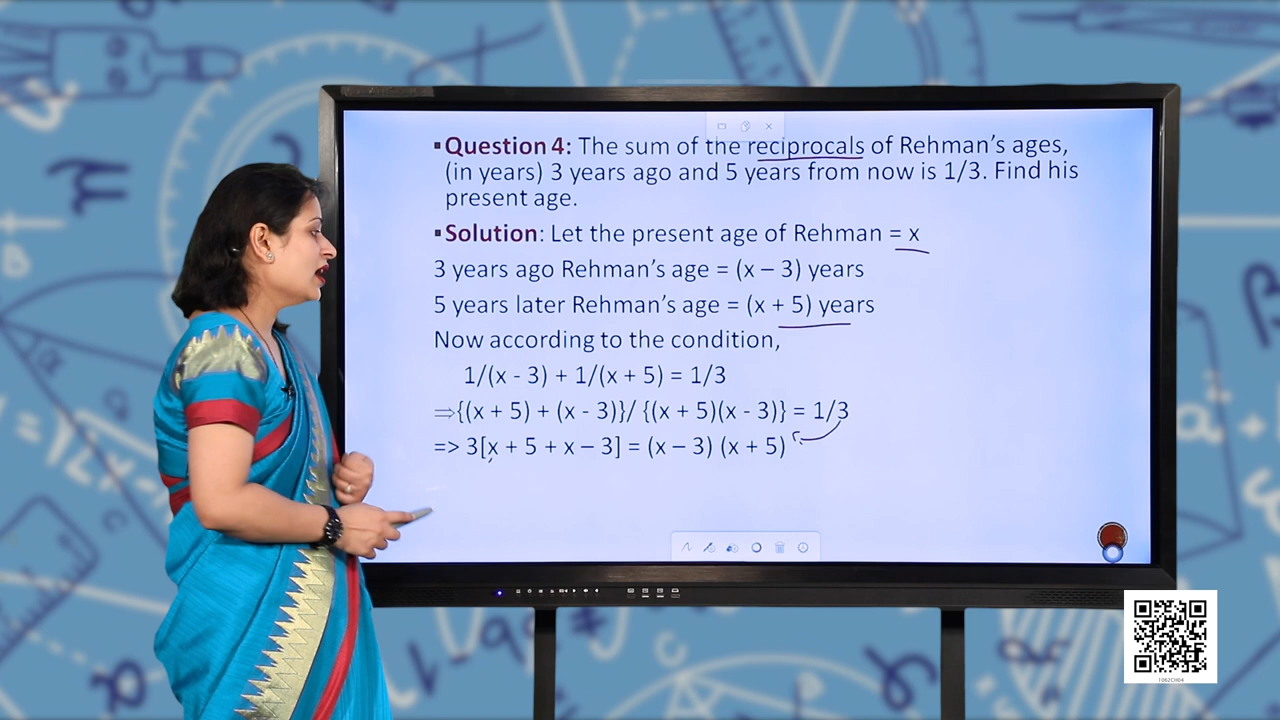 ▪Question 4: The sum of the reciprocals of Rehman’s ages,
(in years) 3 years ago and 5 years from now is 1/3. Find his
present age.
▪Solution: Let the present age of Rehman = x
3 years ago Rehman’s age = (x – 3) years
5 years later Rehman’s age = (x + 5) years
Now according to the condition,
1/(x - 3) + 1/(x + 5) = 1/3
⇒{(x + 5) + (x - 3)}/ {(x + 5)(x - 3)} = 1/3
=> 3[x + 5 + x – 3] = (x – 3) (x + 5)
1062CH04